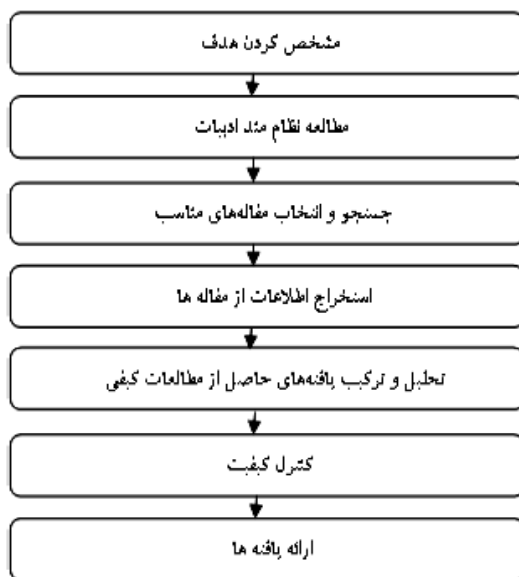 مشخص کردن هدف
مطالعه نظام مند ادبیات
جستجو و انتخاب مقاله‌های مناسب
استخراج اطلاعات از مقاله ها
تحلیل و ترکیب یافته‌های حاصل از مطالعات کیفی
کنترل کیفیت
ارائه یافته ها